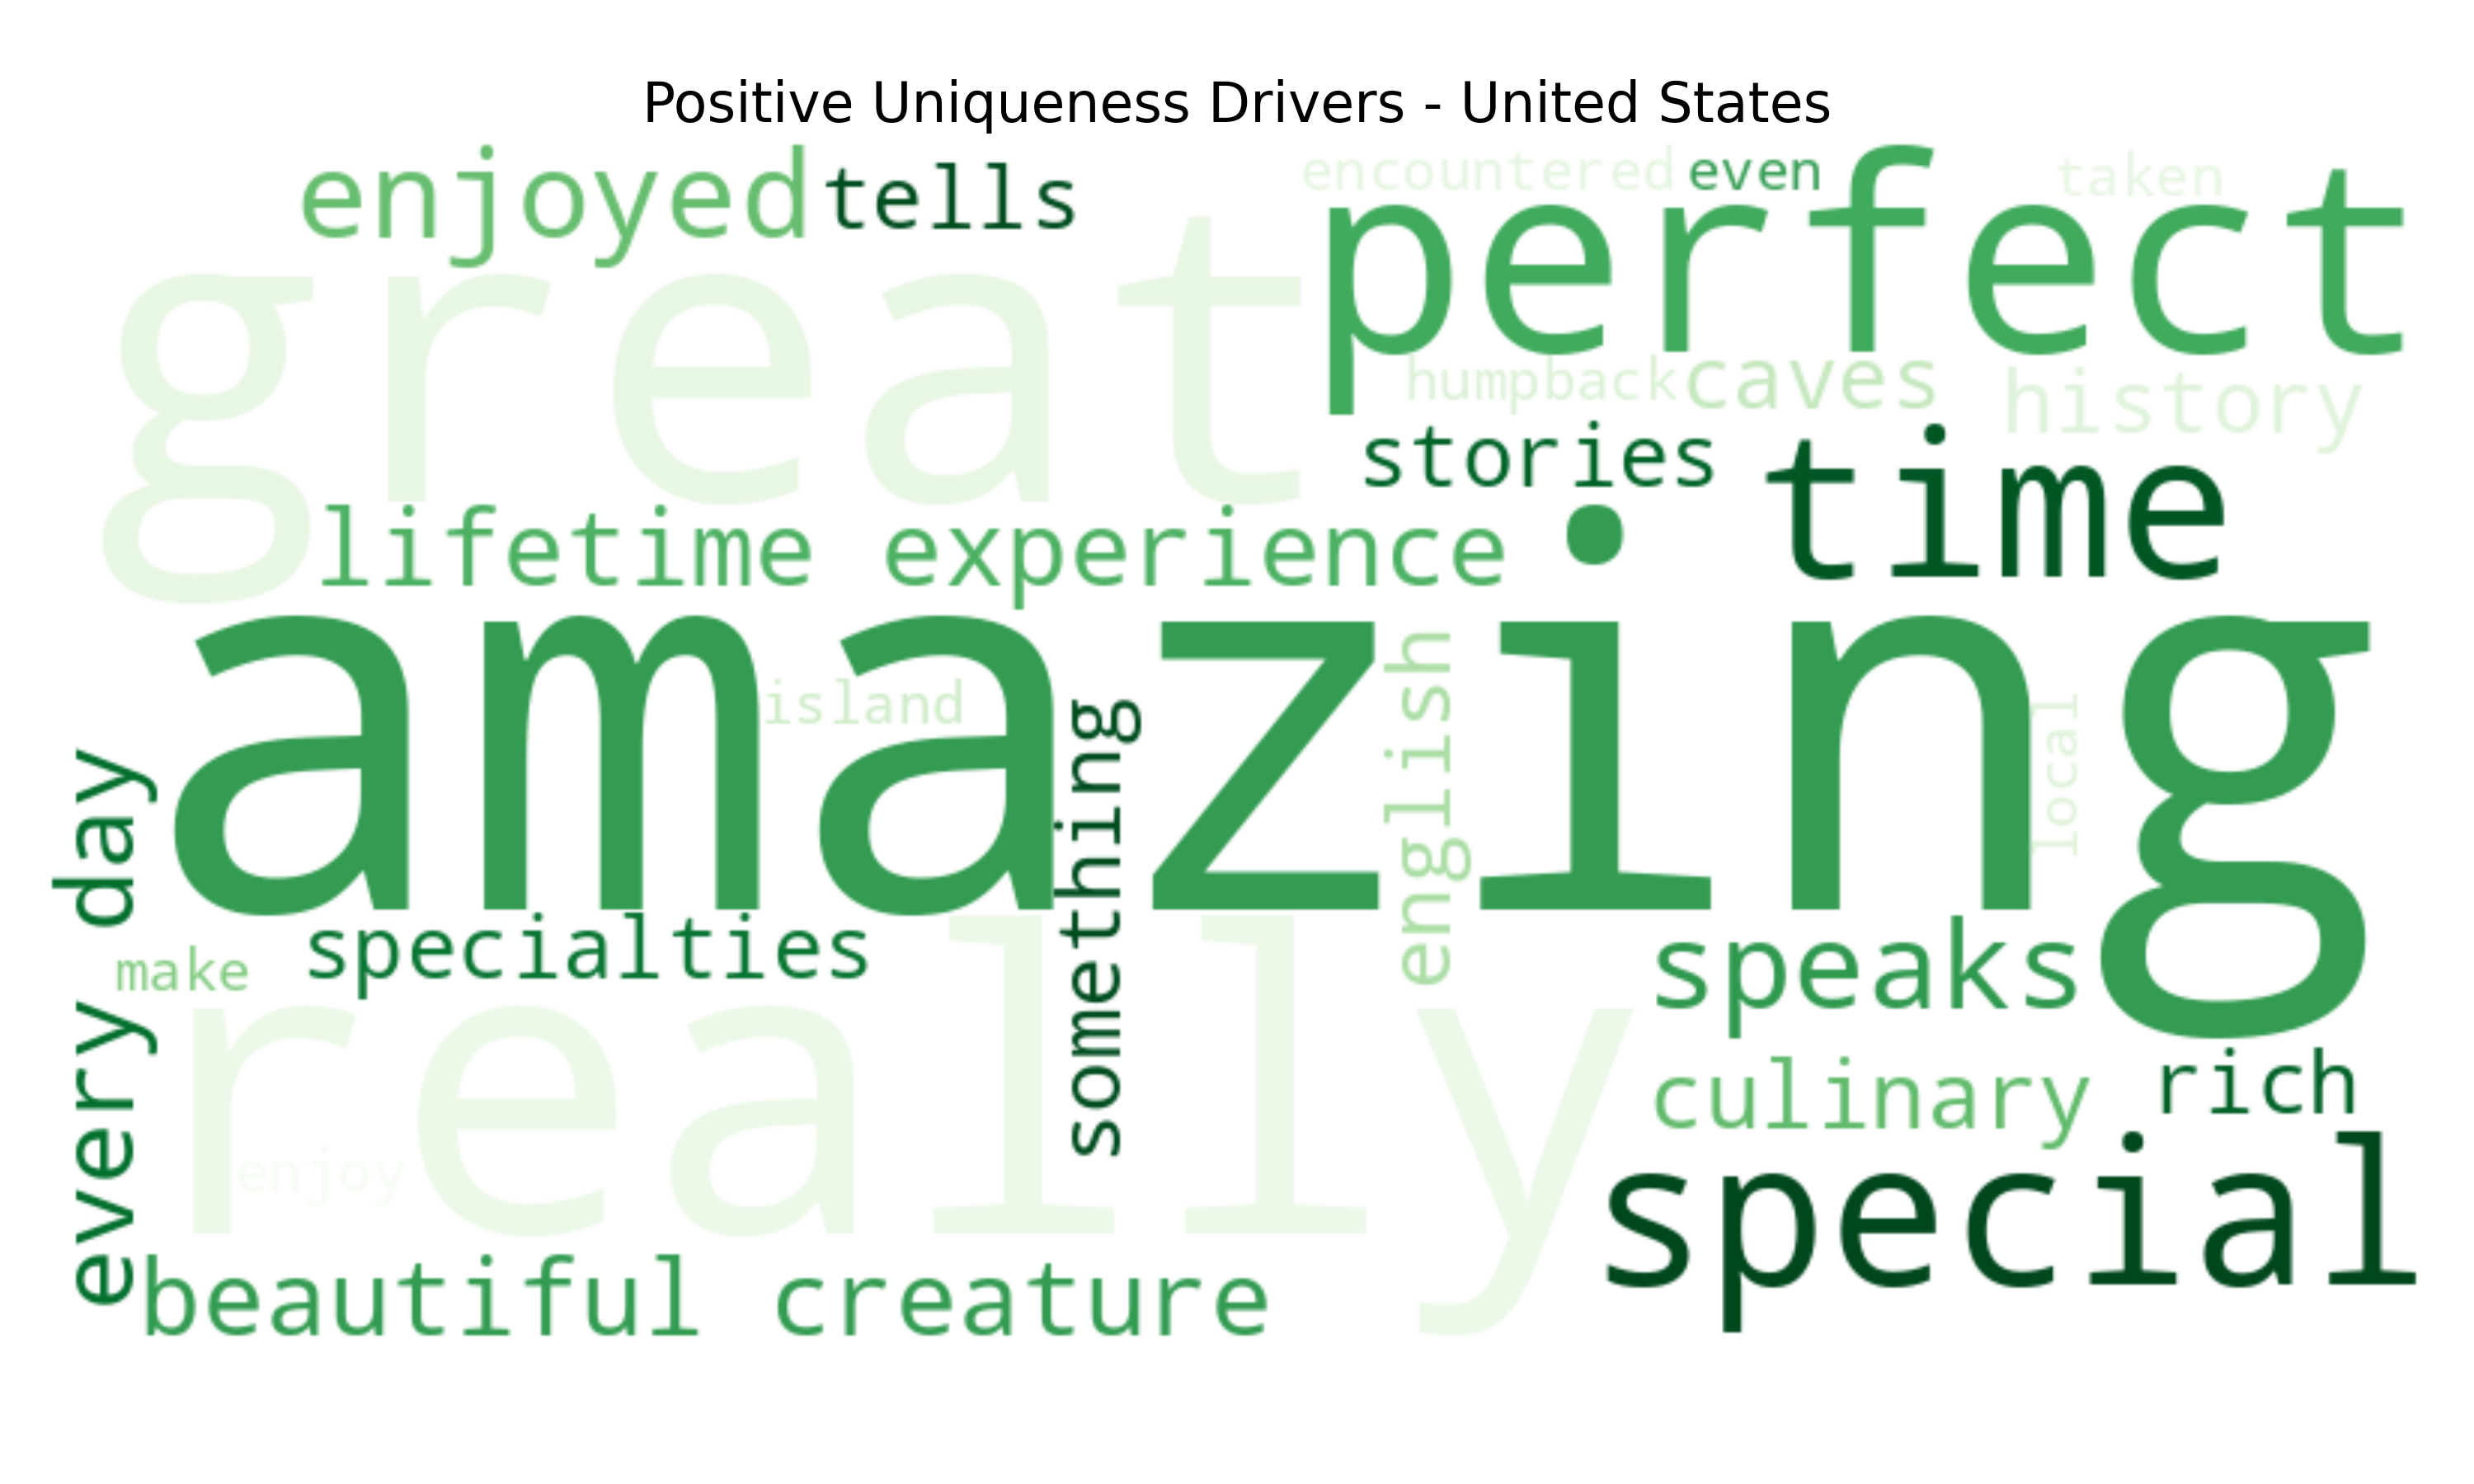 Positive Uniqueness Drivers - United States
enjoyed
tells
encountered
even
taken
great
perfect
humpback
caves
history
stories
time
lifetime experience
amazing
island
something
english
local
every day
make
specialties
really
speaks
culinary
rich
enjoy
special
beautiful creature